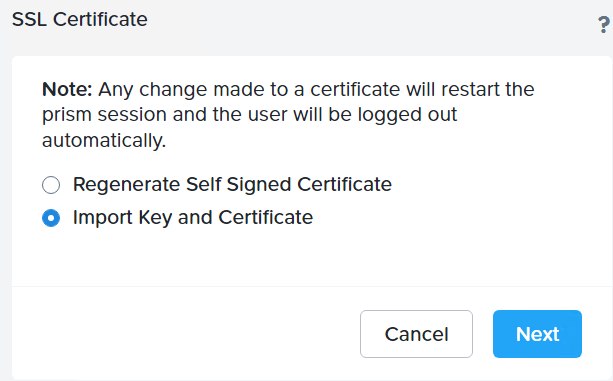 SSL Certificate
?
Note: Any change made to a certificate will restart the
prism session and the user will be logged out
automatically.
Regenerate Self Signed Certificate
Import Key and Certificate
Cancel
Next